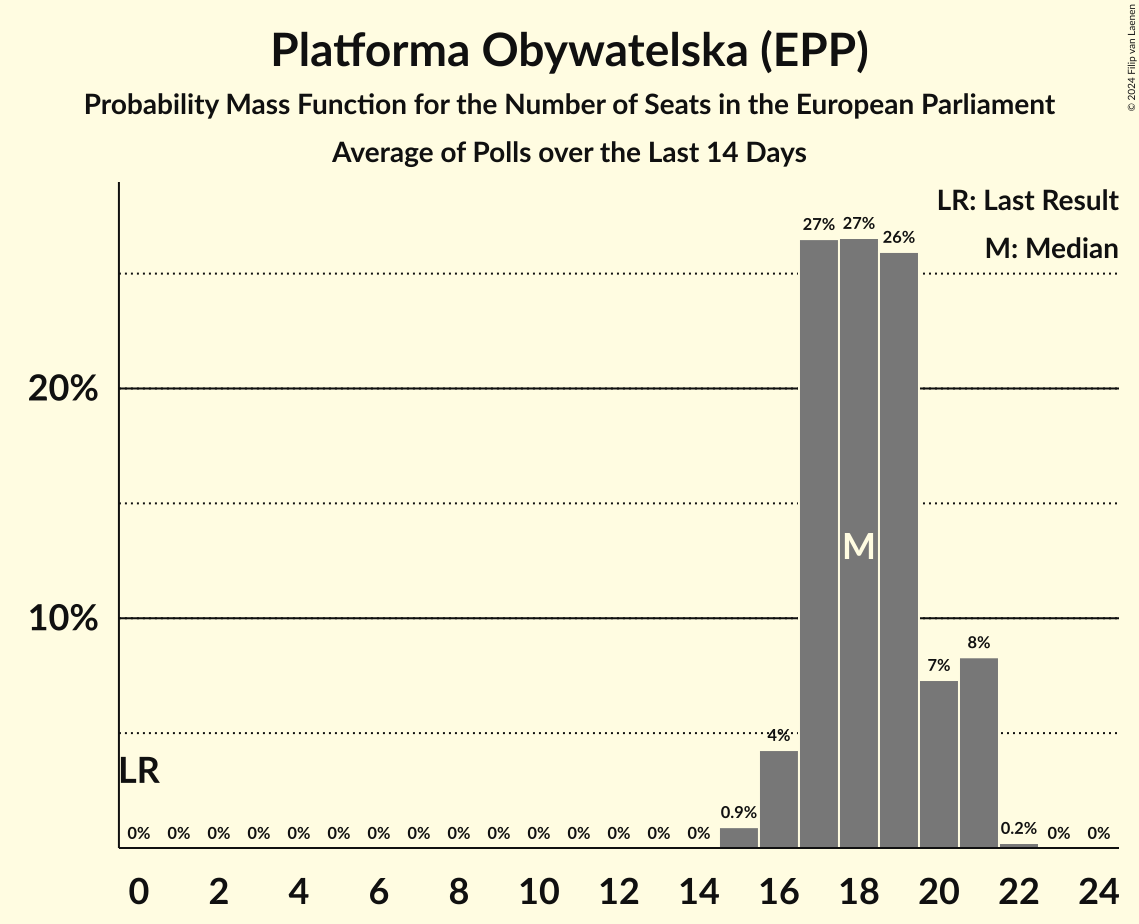 Platforma Obywatelska (EPP)
Probability Mass Function for the Number of Seats in the European Parliament
Average of Polls over the Last 14 Days
© 2024 Filip van Laenen
LR: Last Result
M: Median
27% 27% 26%
20%
M
10%
8%
7%
4%
LR
0.9%
0.2%
0% 0% 0% 0% 0% 0% 0% 0% 0% 0% 0% 0% 0% 0% 0% 0% 0%
0 2 4 6 8 10 12 14 16 18 20 22 24